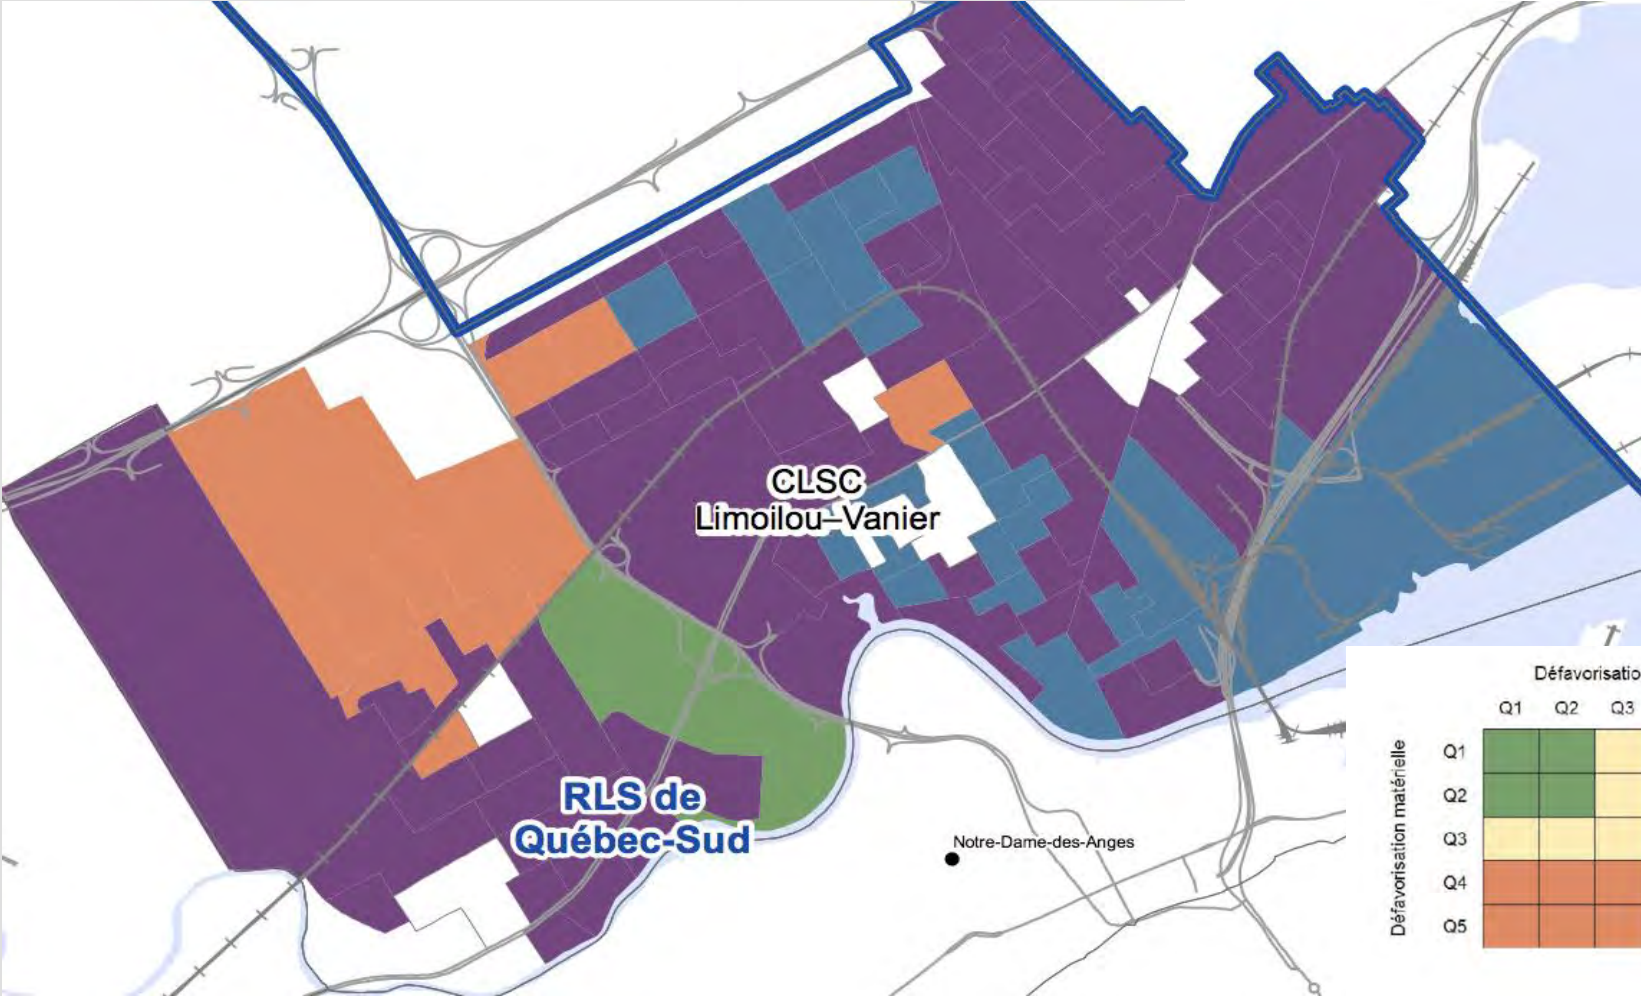 CLSC
Limoilou–Vanier
RLS de
Québec-Sud
Notre-Dame-des-Anges
Défavorisatio
Q1 Q2 Q3
Défavorisation matérielle
Q1
Q2
Q3
Q4
Q5